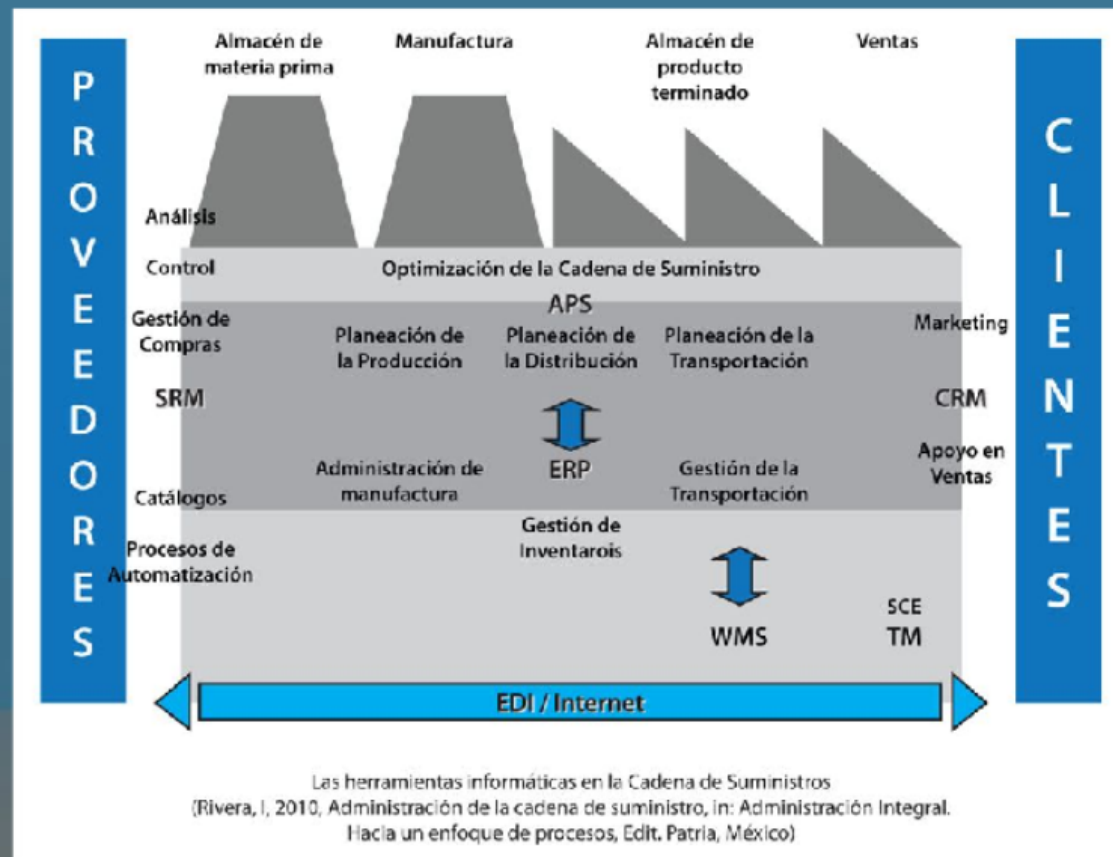 PROVEEDORES
Almacén de
materia prima
Manufactura
Almacén de
producto
terminado
Ventas
CLIENTES
Análisis
Control
Optimización de la Cadena de Suministro
APS
Gestión de
Compras
Planeación de
la Producción
Planeación de
la Distribución
Planeación de la
Transportación
Marketing
SRM
CRM
Administración de
manufactura
ERP
Gestión de la
Transportación
Apoyo en
Ventas
Catálogos
Gestión de
Inventarois
Procesos de
Automatización
WMS
SCE
TM
EDI / Internet
Las herramientas informáticas en la Cadena de Suministros
(Rivera, I, 2010, Administración de la cadena de suministro, in: Administración Integral.
Hacia un enfoque de procesos, Edit. Patria, México)